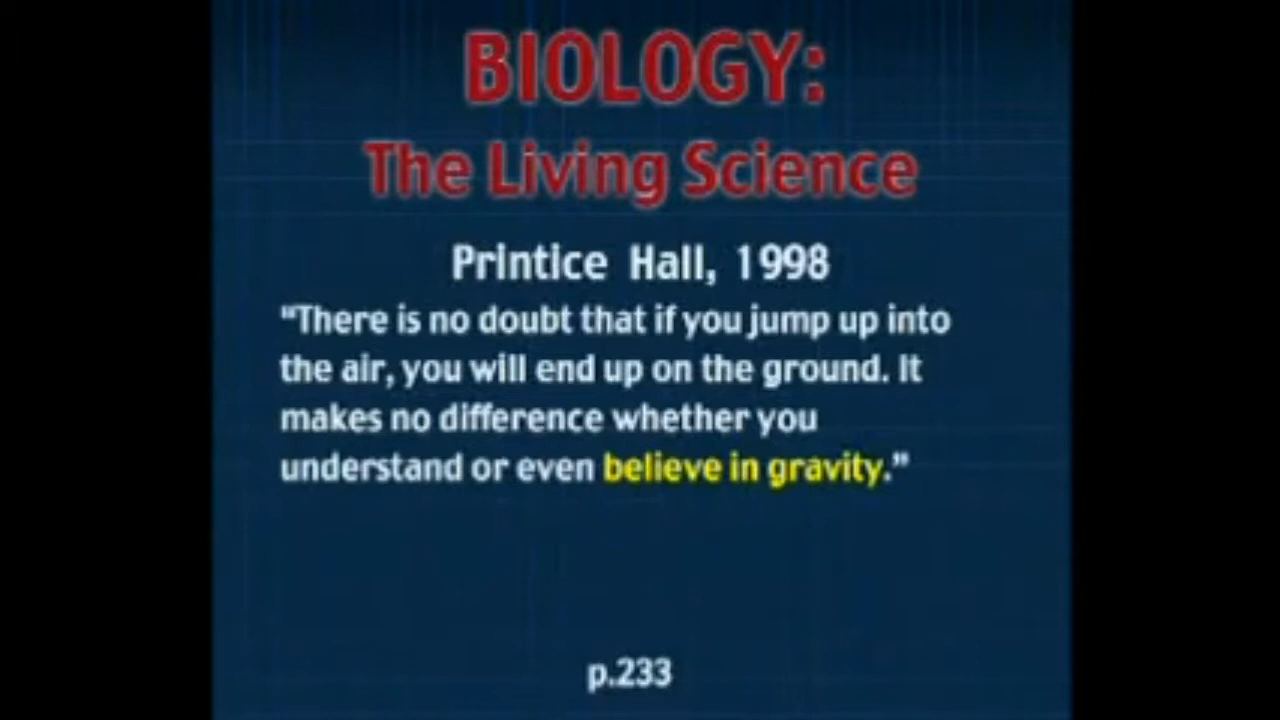 BIOLOGY:
The Living Science
Printice Hall, 1998
"There is no doubt that if you jump up into
the air, you will end up on the ground. It
makes no difference whether you
understand or even believe in gravity."
p.233